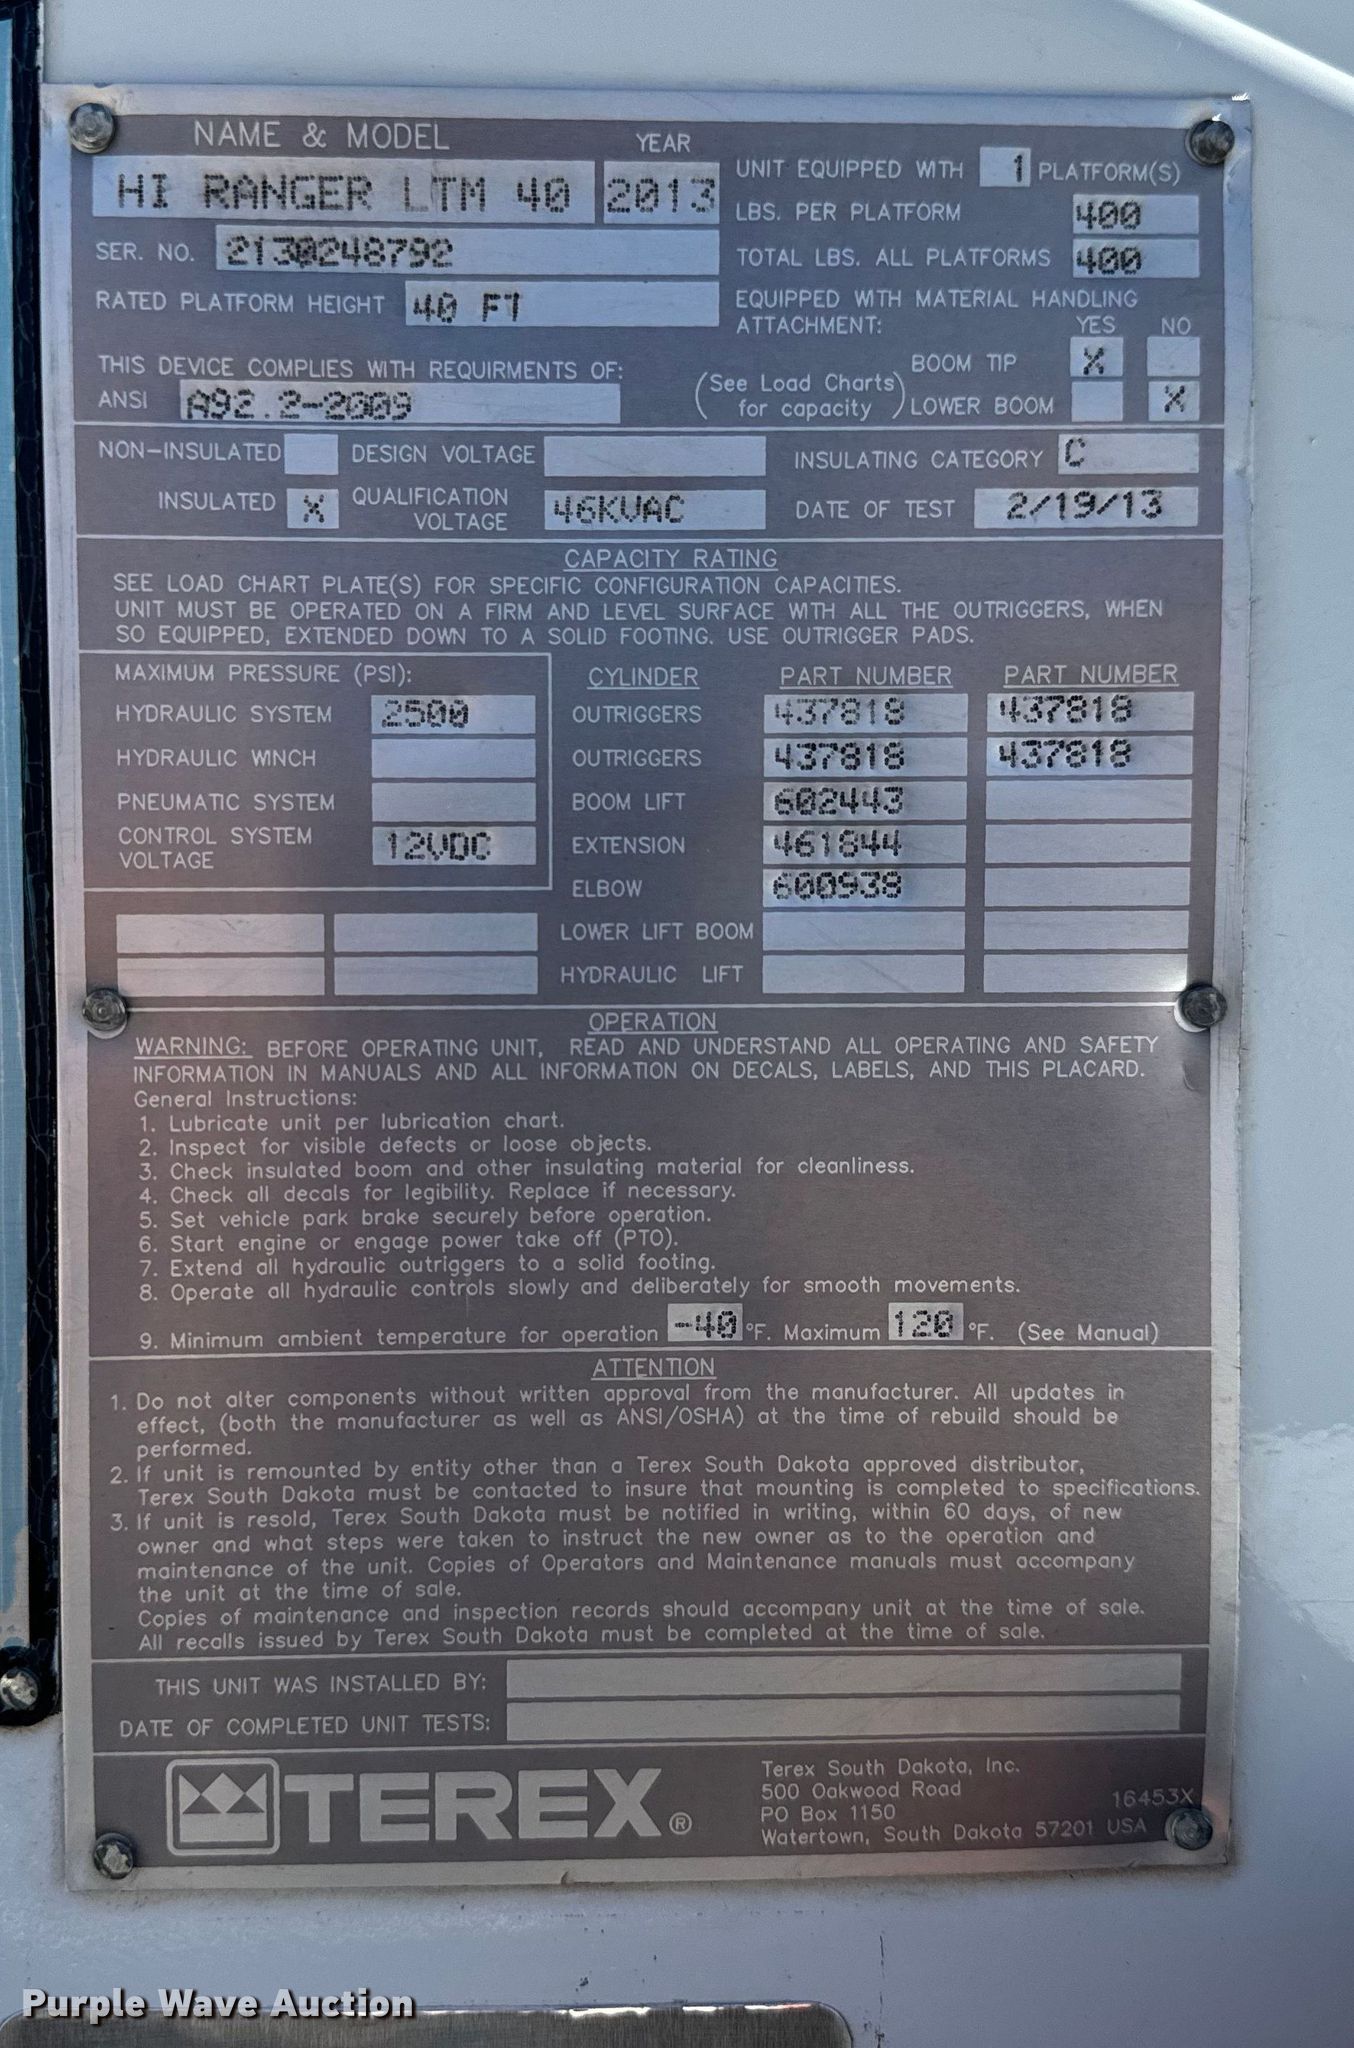 NAME & MODEL YEAR
HI RANGER LTM 40 2013
UNIT EQUIPPED WITH 1 PLATFORM(S)
LBS. PER PLATFORM 400
SER. NO. 2130248792
TOTAL LBS. ALL PLATFORMS 400
RATED PLATFORM HEIGHT 40 FT
EQUIPPED WITH MATERIAL HANDLING
ATTACHMENT: YES NO
THIS DEVICE COMPLIES WITH REQUIRMENTS OF:
ANSI A92.2-2009
(See Load Charts
for capacity)
BOOM TIP X
LOWER BOOM X
NON-INSULATED DESIGN VOLTAGE INSULATING CATEGORY C
INSULATED X QUALIFICATION
VOLTAGE 46KVAC DATE OF TEST 2/19/13
CAPACITY RATING
SEE LOAD CHART PLATE(S) FOR SPECIFIC CONFIGURATION CAPACITIES.
UNIT MUST BE OPERATED ON A FIRM AND LEVEL SURFACE WITH ALL THE OUTRIGGERS, WHEN
SO EQUIPPED, EXTENDED DOWN TO A SOLID FOOTING. USE OUTRIGGER PADS.
MAXIMUM PRESSURE (PSI):
HYDRAULIC SYSTEM 2500
HYDRAULIC WINCH
PNEUMATIC SYSTEM
CONTROL SYSTEM
VOLTAGE 12VDC
CYLINDER PART NUMBER PART NUMBER
OUTRIGGERS 437818 437818
OUTRIGGERS 437818 437818
BOOM LIFT 602443
EXTENSION 461844
ELBOW 600938
LOWER LIFT BOOM
HYDRAULIC LIFT
OPERATION
WARNING: BEFORE OPERATING UNIT, READ AND UNDERSTAND ALL OPERATING AND SAFETY
INFORMATION IN MANUALS AND ALL INFORMATION ON DECALS, LABELS, AND THIS PLACARD.
General Instructions:
1. Lubricate unit per lubrication chart.
2. Inspect for visible defects or loose objects.
3. Check insulated boom and other insulating material for cleanliness.
4. Check all decals for legibility. Replace if necessary.
5. Set vehicle park brake securely before operation.
6. Start engine or engage power take off (PTO).
7. Extend all hydraulic outriggers to a solid footing.
8. Operate all hydraulic controls slowly and deliberately for smooth movements.
9. Minimum ambient temperature for operation -40 °F. Maximum 120 °F. (See Manual)
ATTENTION
1. Do not alter components without written approval from the manufacturer. All updates in
effect, (both the manufacturer as well as ANSI/OSHA) at the time of rebuild should be
performed.
2. If unit is remounted by entity other than a Terex South Dakota approved distributor,
Terex South Dakota must be contacted to insure that mounting is completed to specifications.
3. If unit is resold, Terex South Dakota must be notified in writing, within 60 days, of new
owner and what steps were taken to instruct the new owner as to the operation and
maintenance of the unit. Copies of Operators and Maintenance manuals must accompany
the unit at the time of sale.
Copies of maintenance and inspection records should accompany unit at the time of sale.
All recalls issued by Terex South Dakota must be completed at the time of sale.
THIS UNIT WAS INSTALLED BY:
DATE OF COMPLETED UNIT TESTS:
TEREX®
Terex South Dakota, Inc.
500 Oakwood Road
PO Box 1150
Watertown, South Dakota 57201 USA
16453X
Purple Wave Auction